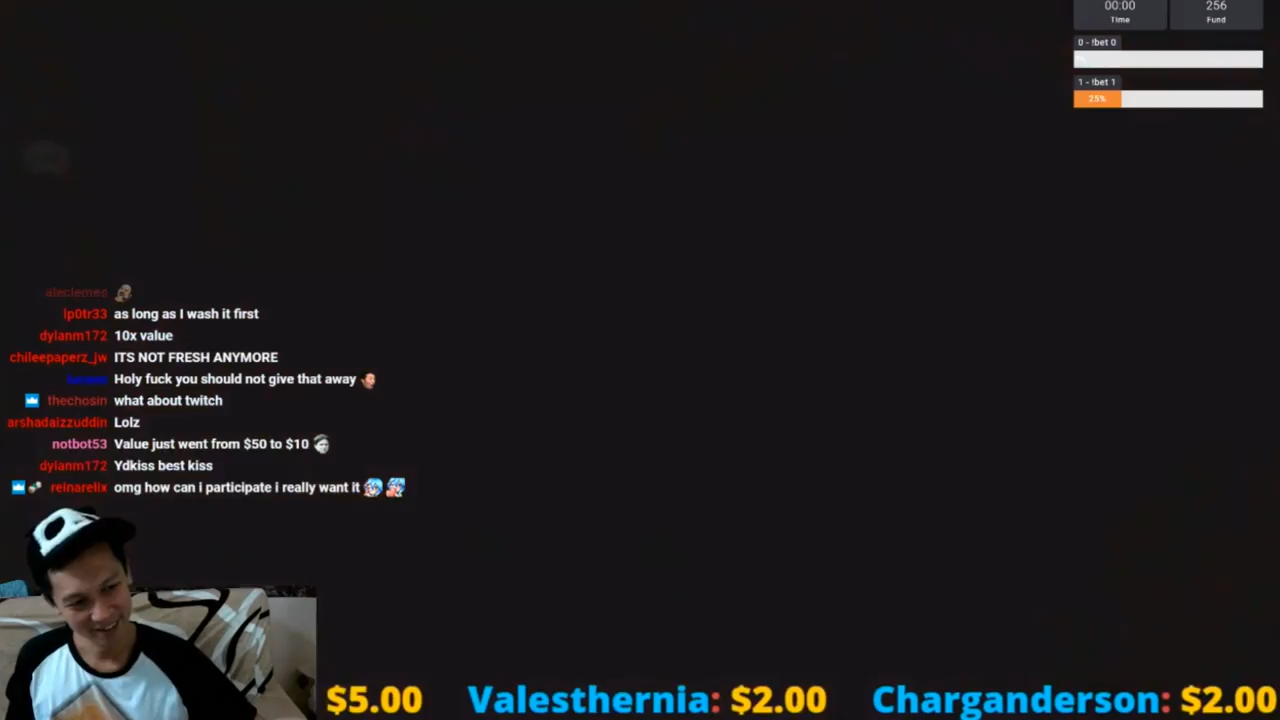 00:00
Time
256
Fund
0 - !bet 0
1 - !bet 1
25%
aleclemes
lp0tr33 as long as I wash it first
dylanm172 10x value
chileepaperz_jw ITS NOT FRESH ANYMORE
Holy fuck you should not give that away
thechosin what about twitch
arshadaizzuddin Lolz
notbot53 Value just went from $50 to $10
dylanm172 Ydkiss best kiss
reinarelix omg how can i participate i really want it
$5.00 Valesthernia: $2.00 Charganderson: $2.00